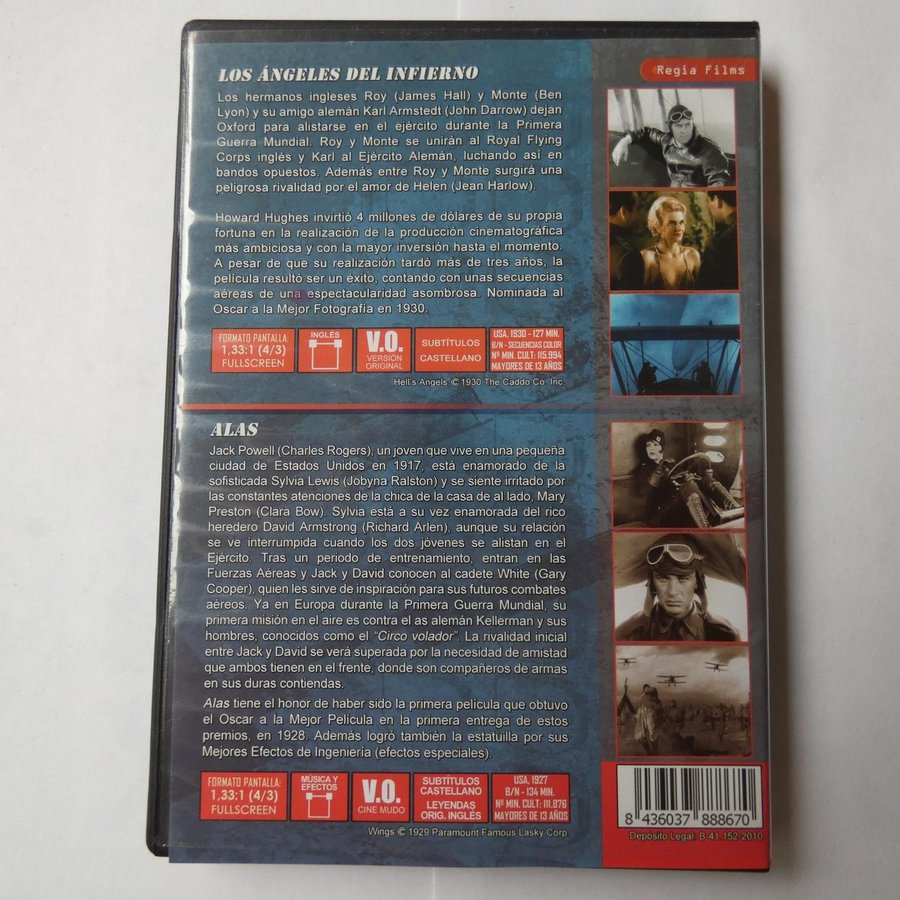 Regia Films
LOS ÁNGELES DEL INFIERNO
Los hermanos ingleses Roy (James Hall) y Monte (Ben
Lyon) y su amigo alemán Karl Armstedt (John Darrow) dejan
Oxford para alistarse en el ejército durante la Primera
Guerra Mundial. Roy y Monte se unirán al Royal Flying
Corps inglés y Karl al Ejército Alemán, luchando así en
bandos opuestos. Además entre Roy y Monte surgirá una
peligrosa rivalidad por el amor de Helen (Jean Harlow).
Howard Hughes invirtió 4 millones de dólares de su propia
fortuna en la realización de la producción cinematográfica
más ambiciosa y con la mayor inversión hasta el momento.
A pesar de que su realización tardó más de tres años, la
película resultó ser un éxito, contando con unas secuencias
aéreas de una espectacularidad asombrosa. Nominada al
Oscar a la Mejor Fotografía en 1930.
FORMATO PANTALLA:
1,33:1 (4/3)
FULLSCREEN
INGLÉS
V.O.
VERSIÓN
ORIGINAL
SUBTÍTULOS
CASTELLANO
USA, 1930 - 127 MIN.
B/N - SECUENCIAS COLOR
Nº MIN. CULT: 115.994
MAYORES DE 13 AÑOS
Hell's Angels © 1930 The Caddo Co. Inc
ALAS
Jack Powell (Charles Rogers), un joven que vive en una pequeña
ciudad de Estados Unidos en 1917, está enamorado de la
sofisticada Sylvia Lewis (Jobyna Ralston) y se siente irritado por
las constantes atenciones de la chica de la casa de al lado, Mary
Preston (Clara Bow). Sylvia está a su vez enamorada del rico
heredero David Armstrong (Richard Arlen), aunque su relación
se ve interrumpida cuando los dos jóvenes se alistan en el
Ejército. Tras un periodo de entrenamiento, entran en las
Fuerzas Aéreas y Jack y David conocen al cadete White (Gary
Cooper), quien les sirve de inspiración para sus futuros combates
aéreos. Ya en Europa durante la Primera Guerra Mundial, su
primera misión en el aire es contra el as alemán Kellerman y sus
hombres, conocidos como el “Circo volador”. La rivalidad inicial
entre Jack y David se verá superada por la necesidad de amistad
que ambos tienen en el frente, donde son compañeros de armas
en sus duras contiendas.
Alas tiene el honor de haber sido la primera película que obtuvo
el Oscar a la Mejor Película en la primera entrega de estos
premios, en 1928. Además logró también la estatuilla por sus
Mejores Efectos de Ingeniería (efectos especiales).
FORMATO PANTALLA:
1,33:1 (4/3)
FULLSCREEN
MÚSICA Y
EFECTOS
V.O.
CINE MUDO
SUBTÍTULOS
CASTELLANO
LEYENDAS
ORIG. INGLÉS
USA, 1927
B/N - 134 MIN.
Nº MIN. CULT: 111.876
MAYORES DE 13 AÑOS
Wings © 1929 Paramount Famous Lasky Corp
8 436037 888670
Depósito Legal: B-41.152-2010